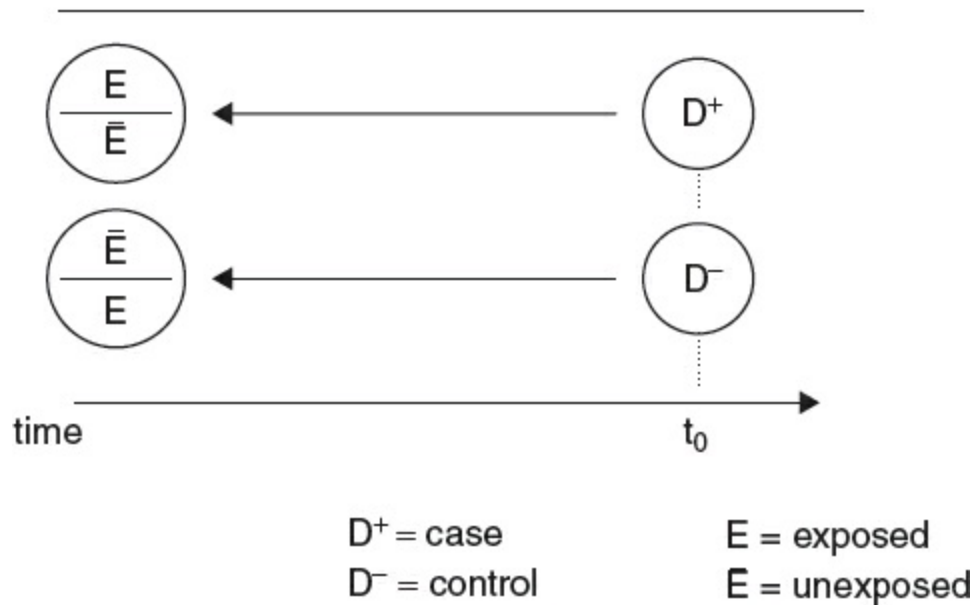 E
Ē
D⁺
Ē
E
D⁻
time
t₀
D⁺ = case
E = exposed
D⁻ = control
Ē = unexposed